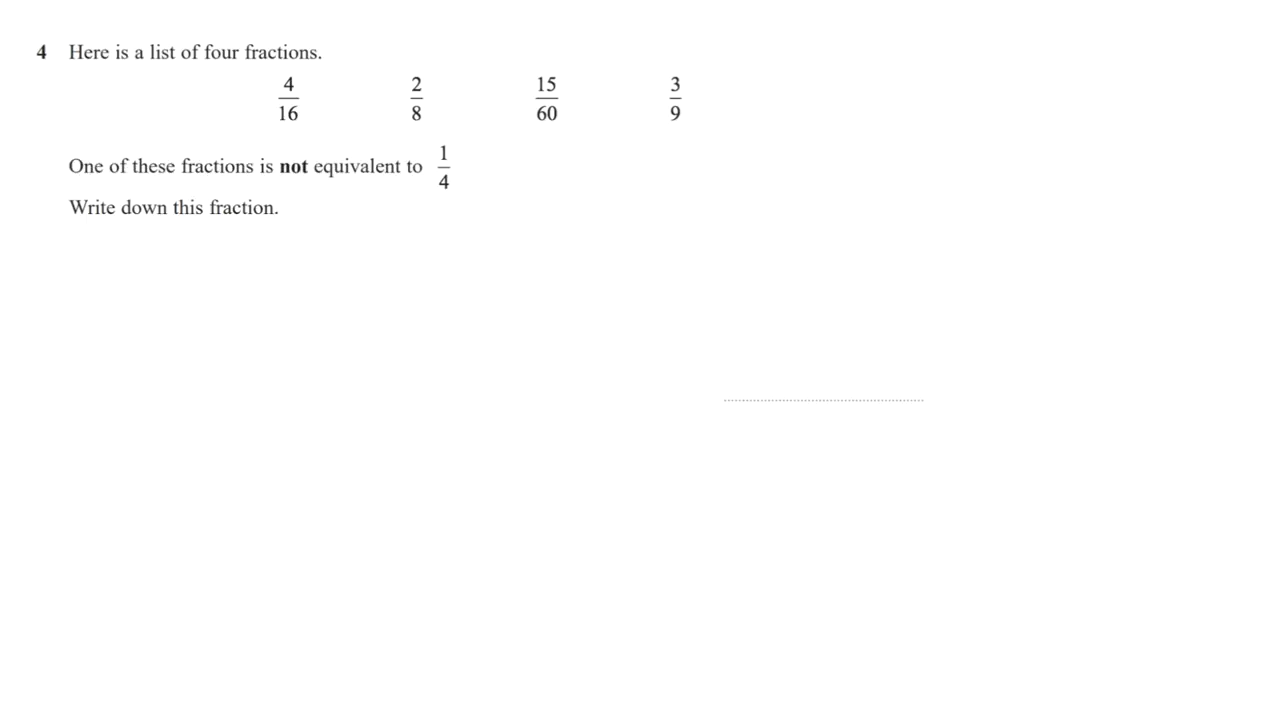 4 Here is a list of four fractions.
4/16 2/8 15/60 3/9
One of these fractions is not equivalent to 1/4
Write down this fraction.